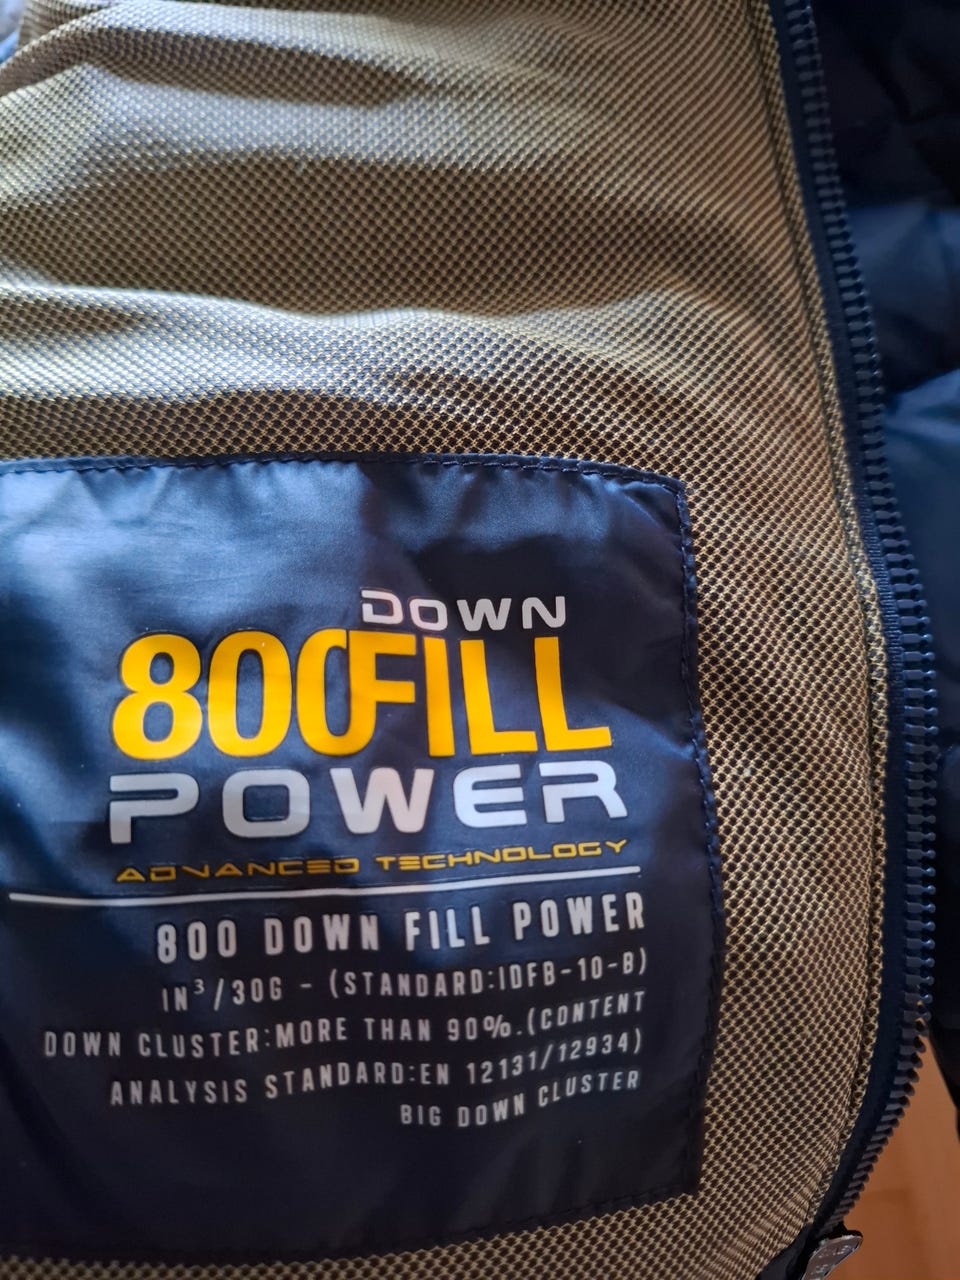 DOWN
800FILL
POWER
ADVANCED TECHNOLOGY
800 DOWN FILL POWER
IN³/30G - (STANDARD:IDFB-10-B)
DOWN CLUSTER:MORE THAN 90%.(CONTENT
ANALYSIS STANDARD:EN 12131/12934)
BIG DOWN CLUSTER